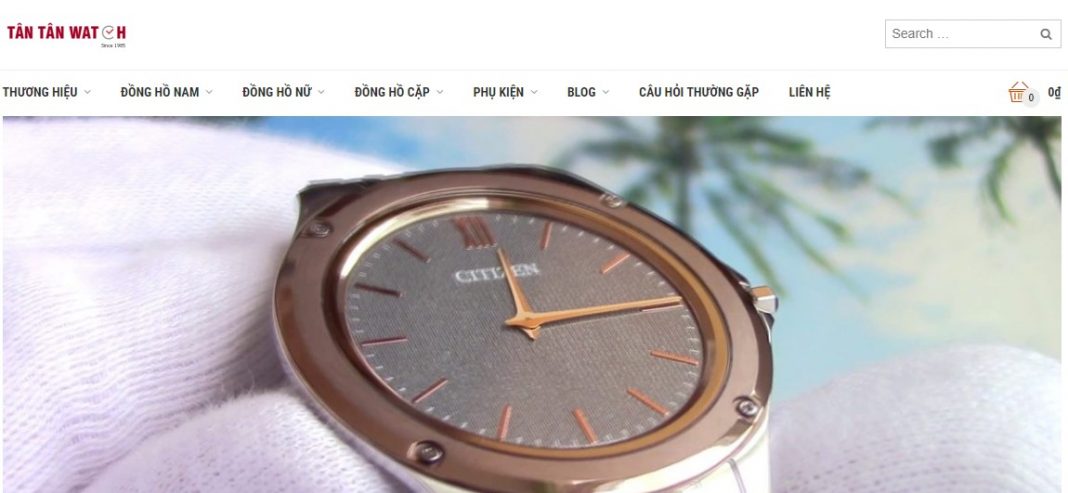 TÂN TÂN WATCH
Since 1985
Search ...
THƯƠNG HIỆU
ĐỒNG HỒ NAM
ĐỒNG HỒ NỮ
ĐỒNG HỒ CẶP
PHỤ KIỆN
BLOG
CÂU HỎI THƯỜNG GẶP
LIÊN HỆ
0
0₫
CITIZEN